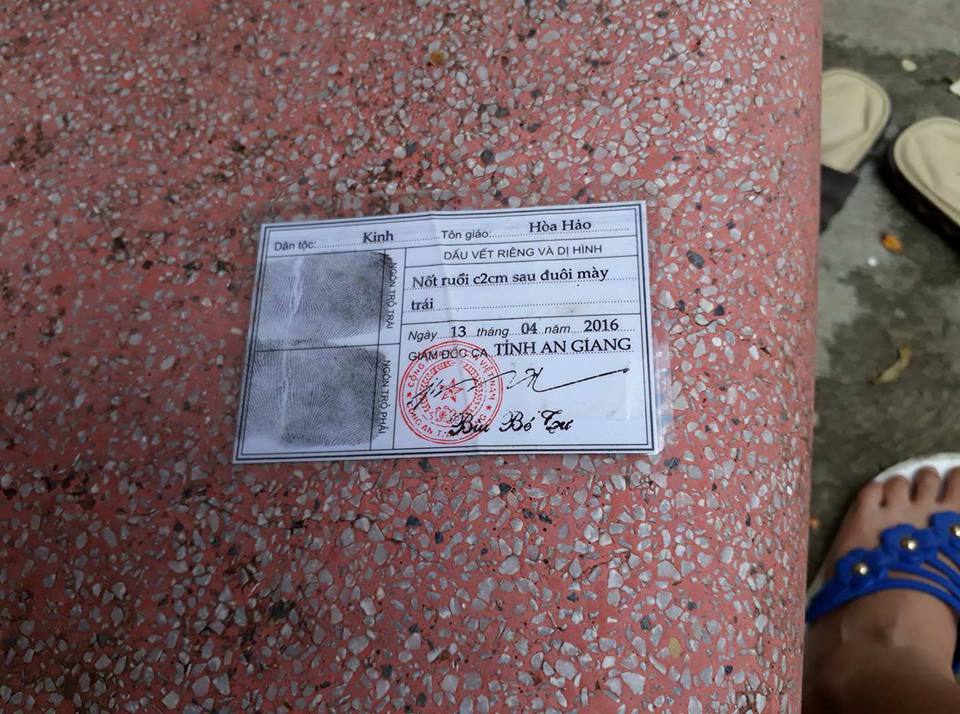 Dân tộc: Kinh Tôn giáo: Hòa Hảo
DẤU VẾT RIÊNG VÀ DỊ HÌNH
Nốt ruồi c2cm sau đuôi mày
trái
NGÓN TRỎ TRÁI
Ngày 13 tháng 04 năm 2016
GIÁM ĐỐC CA TỈNH AN GIANG
NGÓN TRỎ PHẢI
Bùi Bé Tư